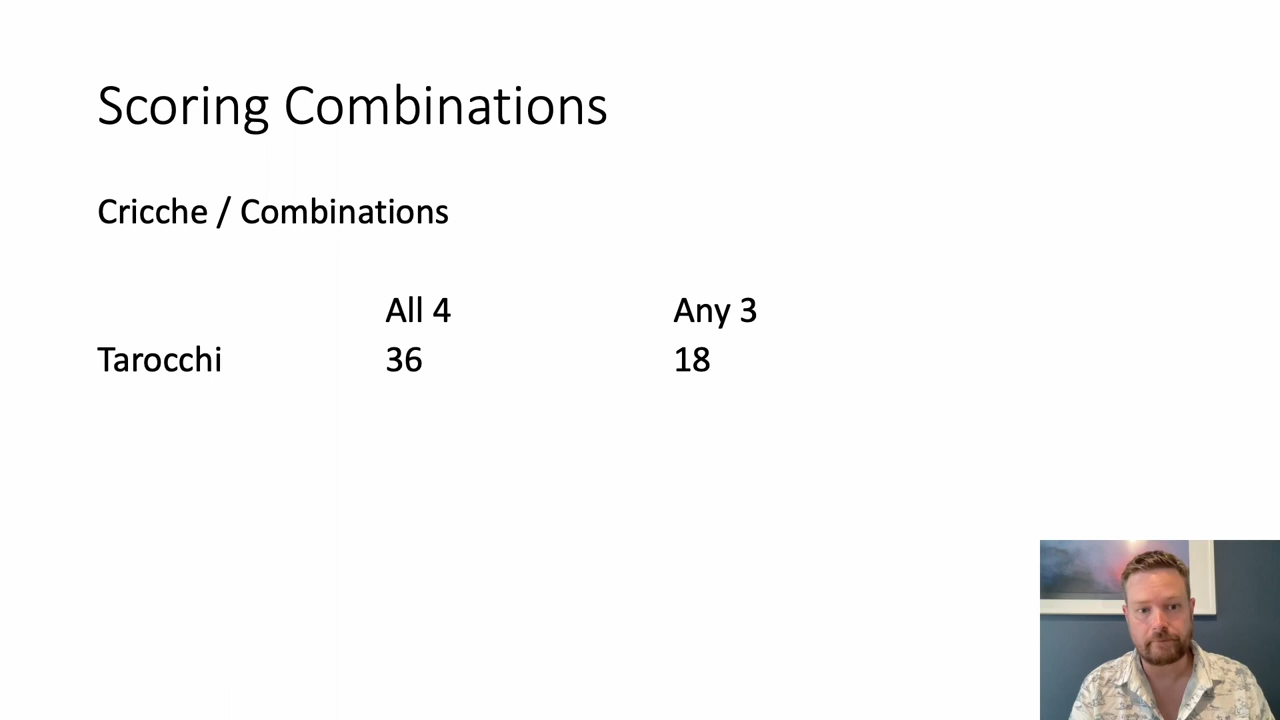 Scoring Combinations
Cricche / Combinations
All 4 Any 3
Tarocchi 36 18